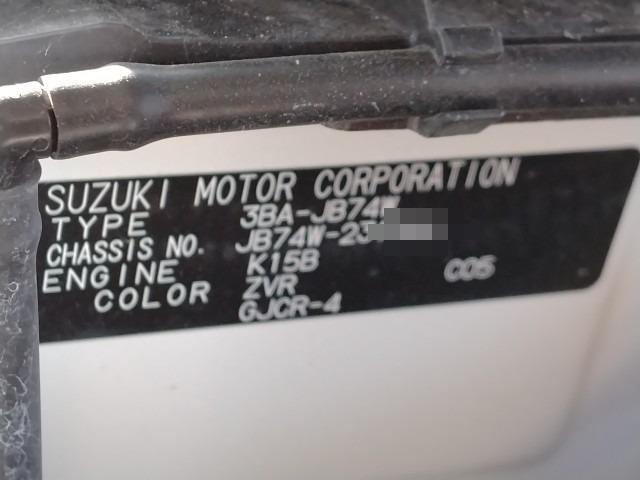 SUZUKI MOTOR CORPORATION
TYPE 3BA-JB74W
CHASSIS NO. JB74W-23
ENGINE K15B C05
COLOR ZVR
GJCR-4